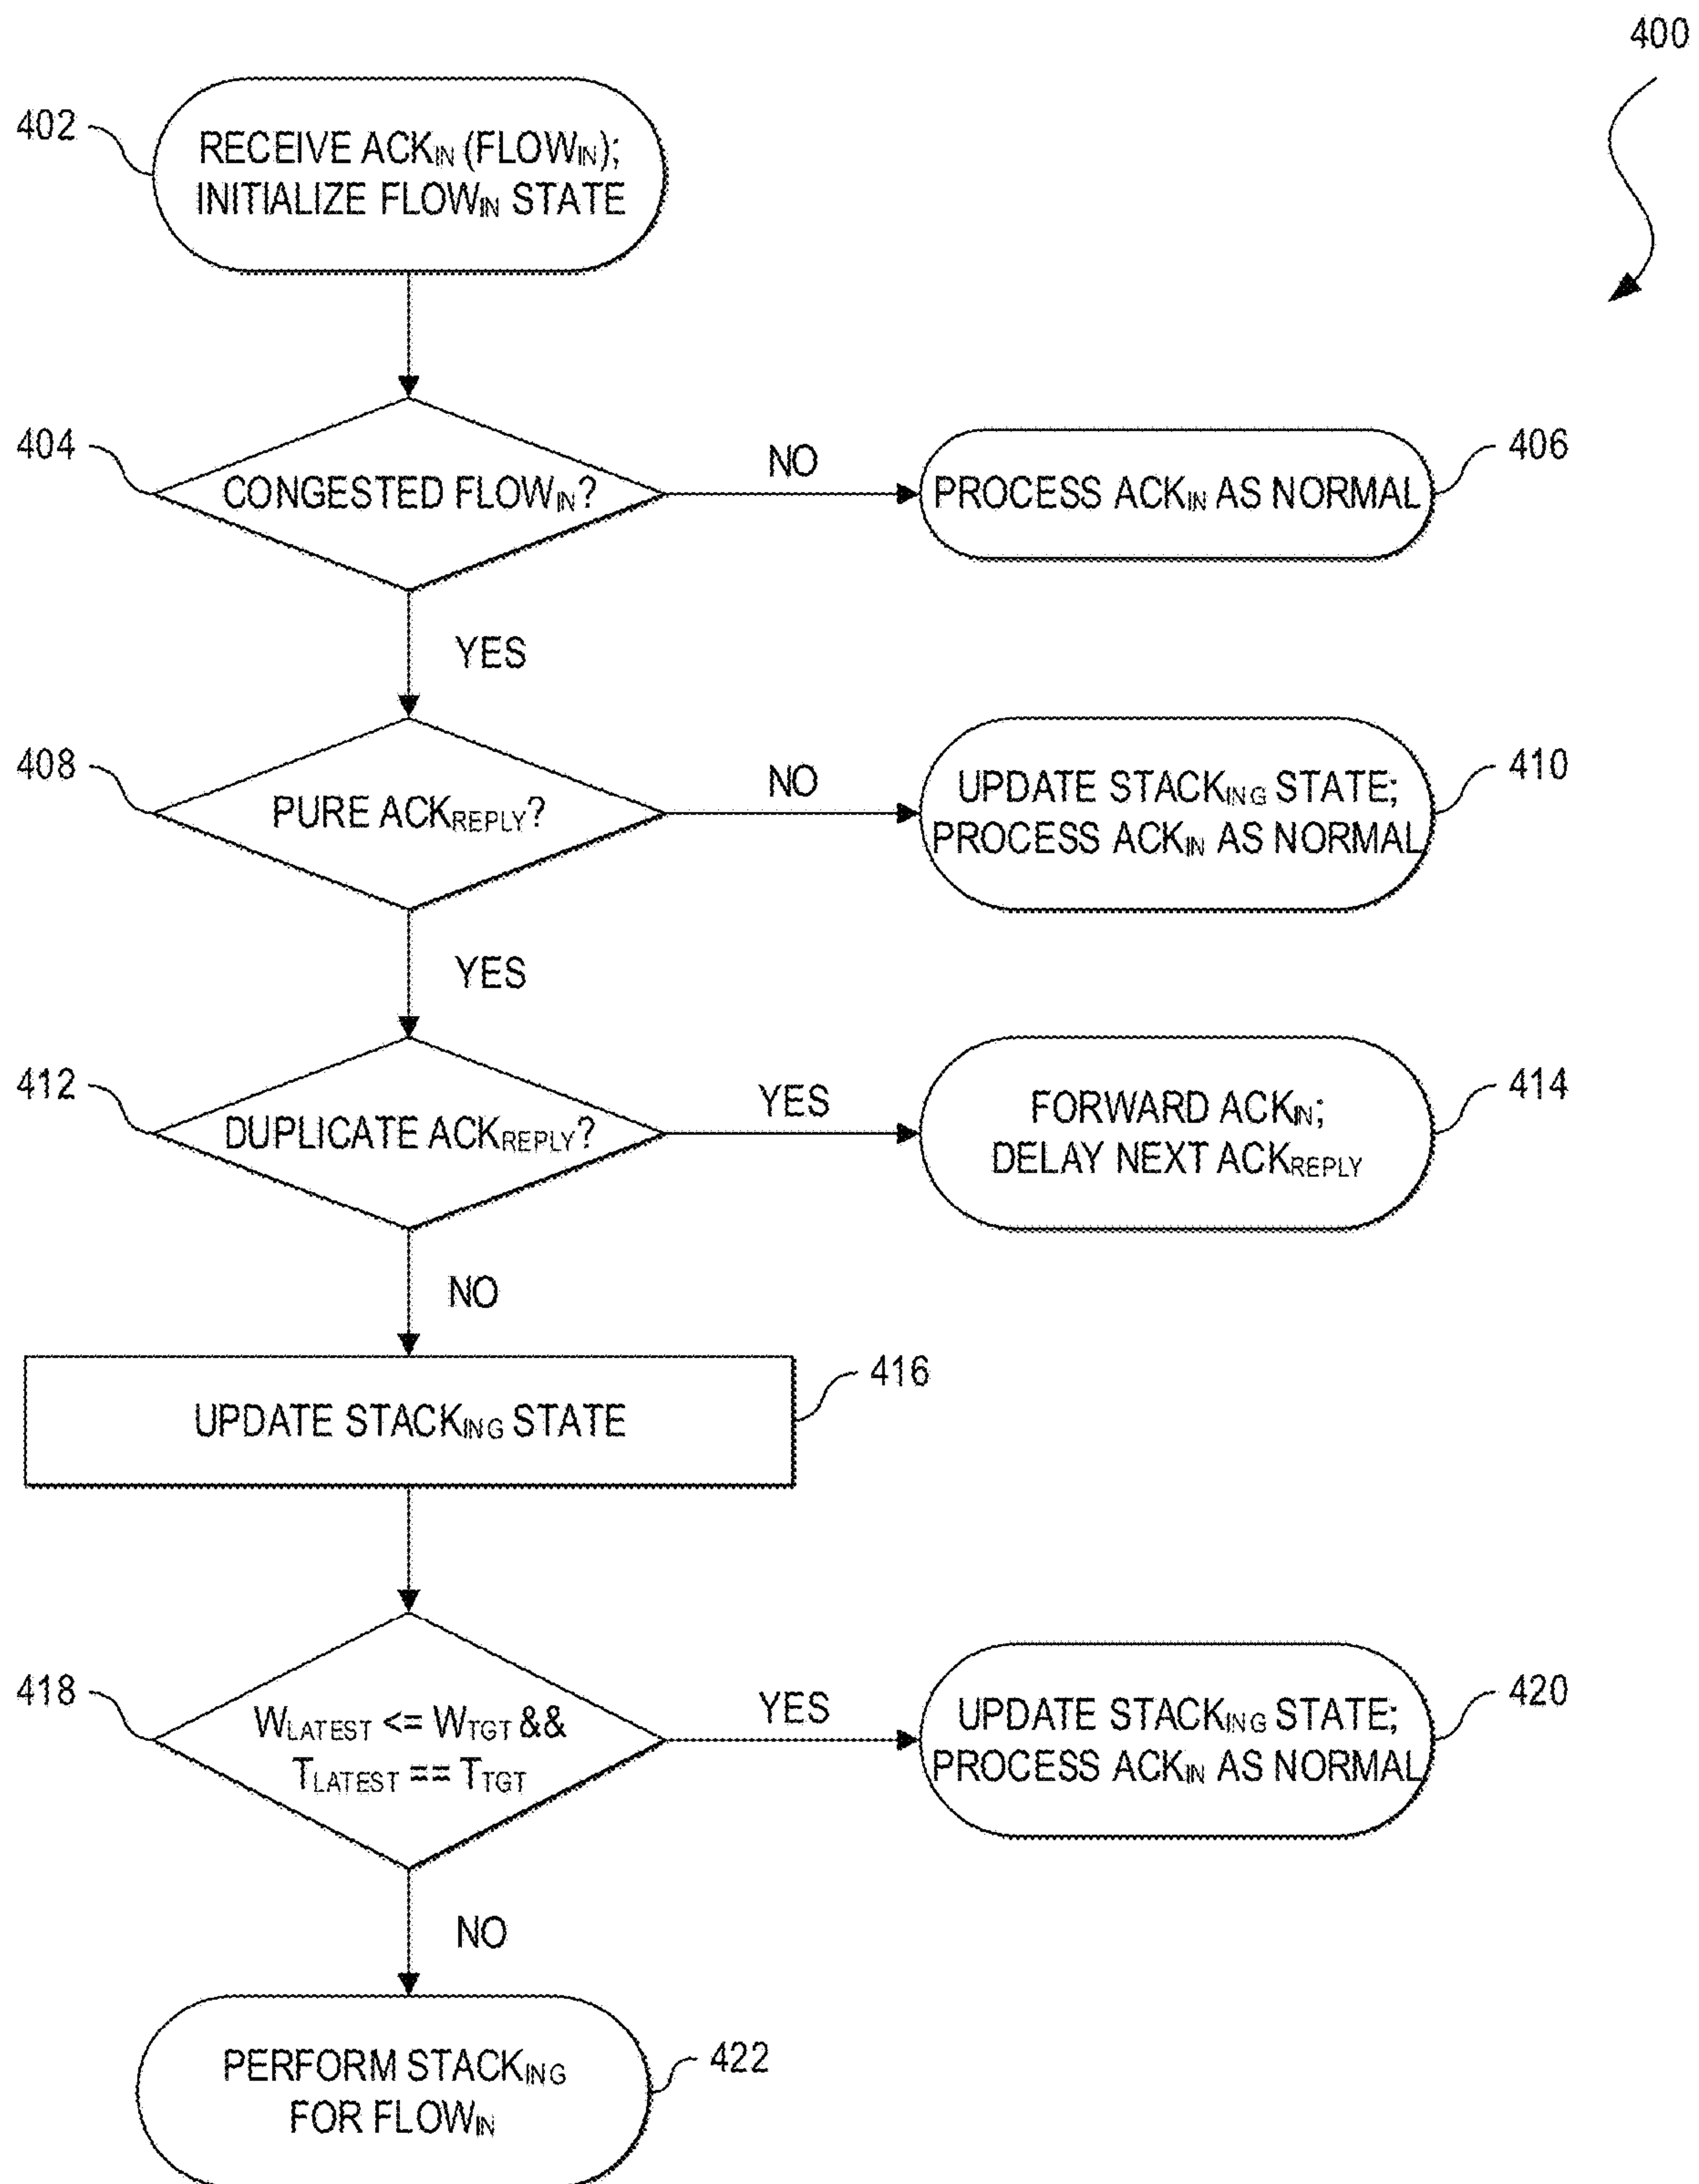 400
402
RECEIVE ACKIN (FLOWIN);
INITIALIZE FLOWIN STATE
404
CONGESTED FLOWIN?
NO
PROCESS ACKIN AS NORMAL
406
YES
408
PURE ACKREPLY?
NO
UPDATE STACKING STATE;
PROCESS ACKIN AS NORMAL
410
YES
412
DUPLICATE ACKREPLY?
YES
FORWARD ACKIN;
DELAY NEXT ACKREPLY
414
NO
UPDATE STACKING STATE
416
418
WLATEST <= WTGT &&
TLATEST == TTGT
YES
UPDATE STACKING STATE;
PROCESS ACKIN AS NORMAL
420
NO
PERFORM STACKING
FOR FLOWIN
422